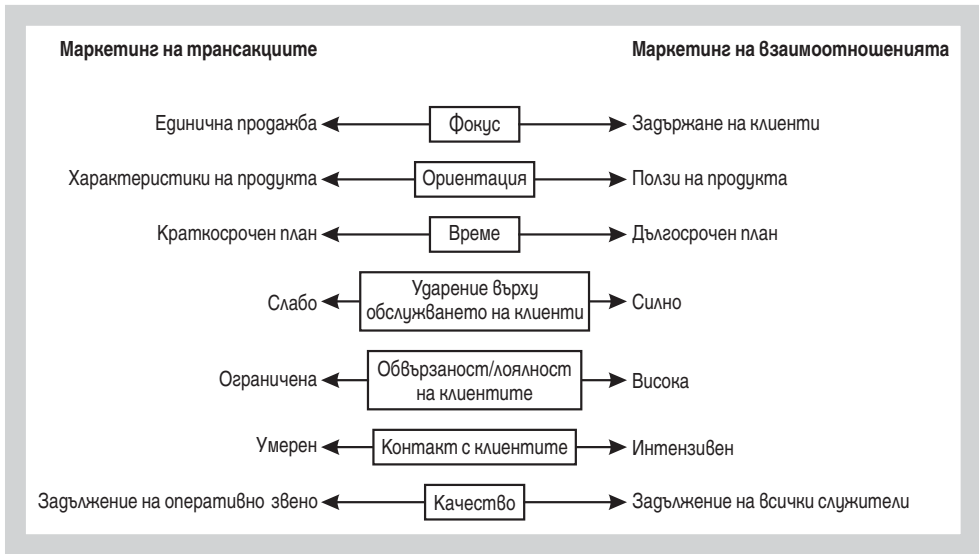 Маркетинг на трансакциите Маркетинг на взаимоотношенията
Единична продажба Фокус Задържане на клиенти
Характеристики на продукта Ориентация Ползи на продукта
Краткосрочен план Време Дългосрочен план
Ударение върху
Слабо обслужването на клиенти Силно
Обвързаност/лоялност
Ограничена на клиентите Висока
Умерен Контакт с клиентите Интензивен
Задължение на оперативно звено Качество Задължение на всички служители